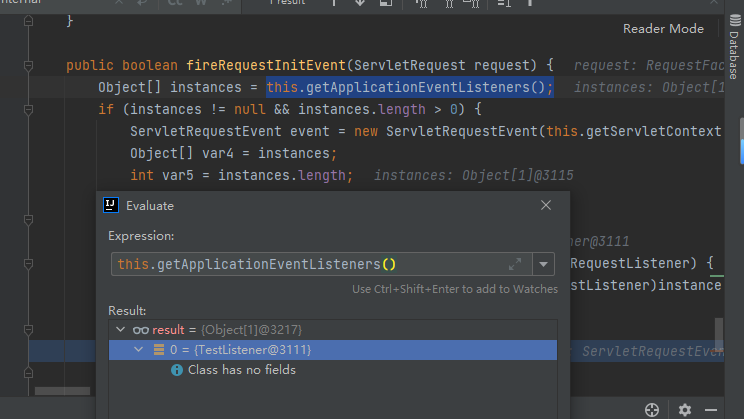 1 result
}
Reader Mode
Database
public boolean fireRequestInitEvent(ServletRequest request) { request: RequestFac
Object[] instances = this.getApplicationEventListeners(); instances: Object[1
if (instances != null && instances.length > 0) {
ServletRequestEvent event = new ServletRequestEvent(this.getServletContext
Object[] var4 = instances;
int var5 = instances.length; instances: Object[1]@3115
Evaluate
Expression:
ner@3111
this.getApplicationEventListeners()
RequestListener) {
stListener)instance
Use Ctrl+Shift+Enter to add to Watches
Result:
result = {Object[1]@3217}
0 = {TestListener@3111}
ServletRequestEven
Class has no fields